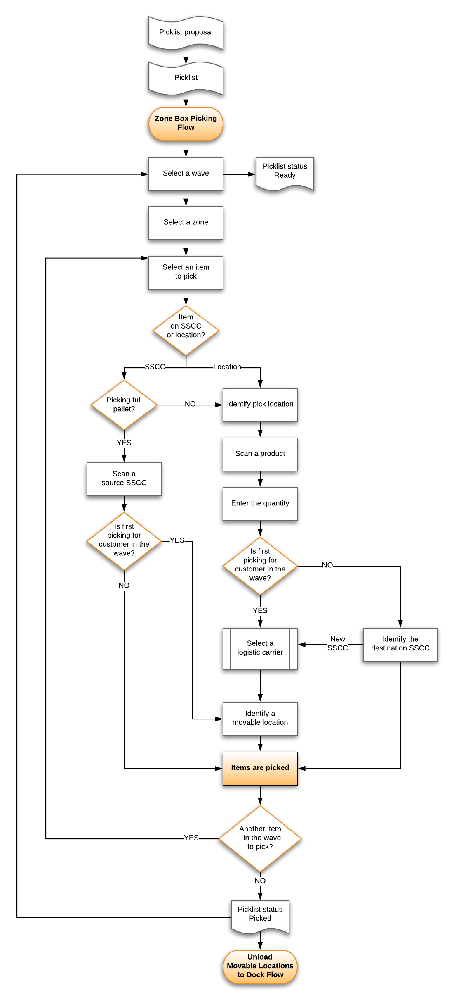 Picklist proposal
Picklist
Zone Box Picking
Flow
Select a wave
Picklist status
Ready
Select a zone
Select an item
to pick
Item
on SSCC
or location?
SSCC
Location
Picking full
pallet?
NO
Identify pick location
YES
Scan a product
Scan a
source SSCC
Enter the quantity
Is first
picking for
customer in the
wave?
YES
Is first
picking for
customer in the
wave?
NO
NO
YES
Select a
logistic carrier
New
SSCC
Identify the
destination SSCC
Identify a
movable location
Items are picked
Another item
in the wave
to pick?
YES
NO
Picklist status
Picked
Unload
Movable Locations
to Dock Flow